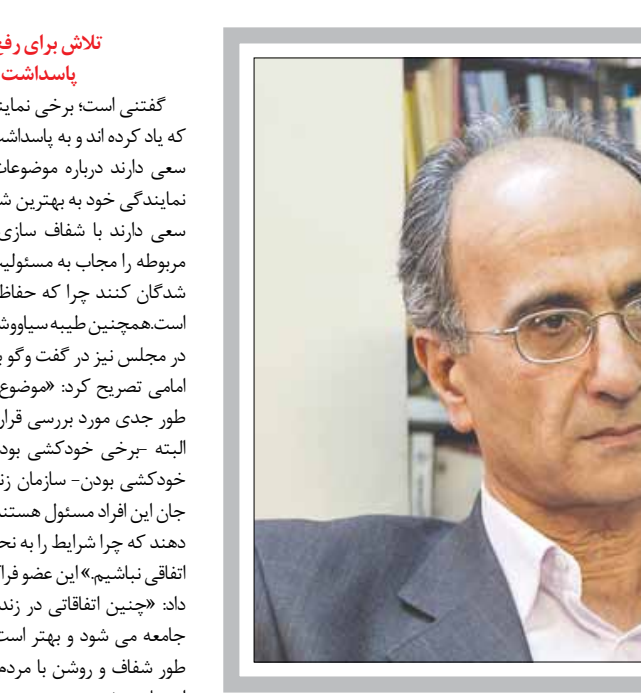 تلاش برای رفع
پاسداشت
گفتنی است؛ برخی نماین
که یاد کرده اند و به پاسداشت
سعی دارند درباره موضوعات
نمایندگی خود به بهترین ش
سعی دارند با شفاف سازی
مربوطه را مجاب به مسئولی
شدگان کنند چرا که حفاظ
است.همچنین طیبه سیاووش
در مجلس نیز در گفت وگو ب
امامی تصریح کرد: «موضوع
طور جدی مورد بررسی قرار
البته -برخی خودکشی بود
خودکشی بودن- سازمان زن
جان این افراد مسئول هستن
دهند که چرا شرایط را به نح
اتفاقی نباشیم.» این عضو فرا
داد: «چنین اتفاقاتی در زند
جامعه می شود و بهتر است
طور شفاف و روشن با مردم